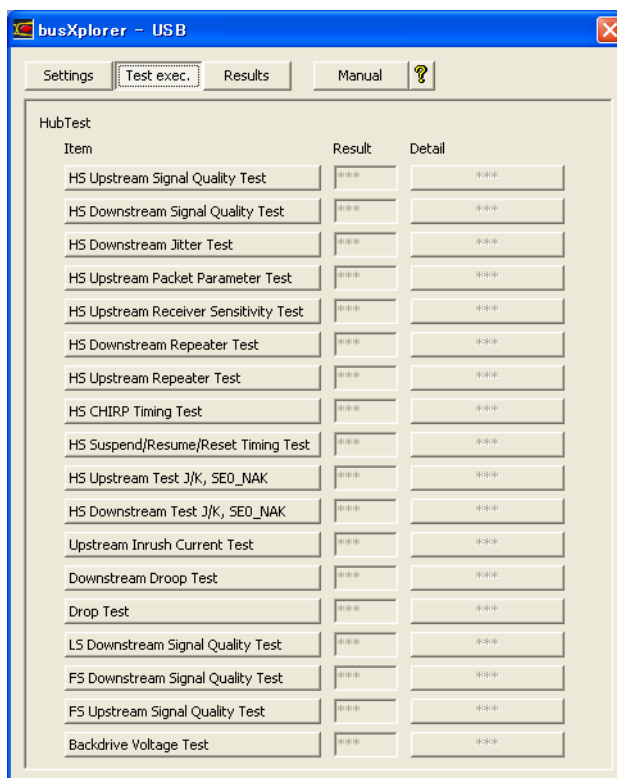 busXplorer - USB
Settings Test exec. Results Manual ?
HubTest
Item Result Detail
HS Upstream Signal Quality Test *** ***
HS Downstream Signal Quality Test *** ***
HS Downstream Jitter Test *** ***
HS Upstream Packet Parameter Test *** ***
HS Upstream Receiver Sensitivity Test *** ***
HS Downstream Repeater Test *** ***
HS Upstream Repeater Test *** ***
HS CHIRP Timing Test *** ***
HS Suspend/Resume/Reset Timing Test *** ***
HS Upstream Test J/K, SE0_NAK *** ***
HS Downstream Test J/K, SE0_NAK *** ***
Upstream Inrush Current Test *** ***
Downstream Droop Test *** ***
Drop Test *** ***
LS Downstream Signal Quality Test *** ***
FS Downstream Signal Quality Test *** ***
FS Upstream Signal Quality Test *** ***
Backdrive Voltage Test *** ***